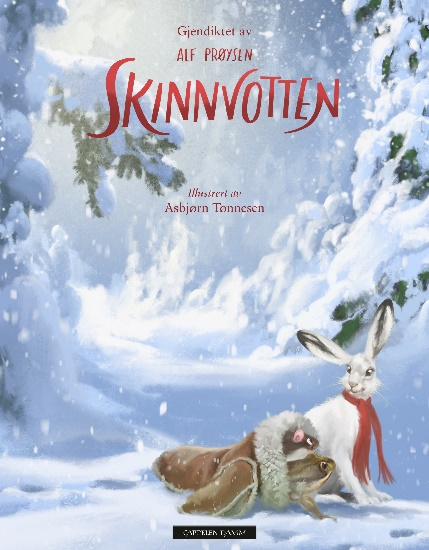 Gjendiktet av
ALF PRØYSEN
SKINNVOTTEN
Illustrert av
Asbjørn Tønnesen
CAPPELEN DAMM